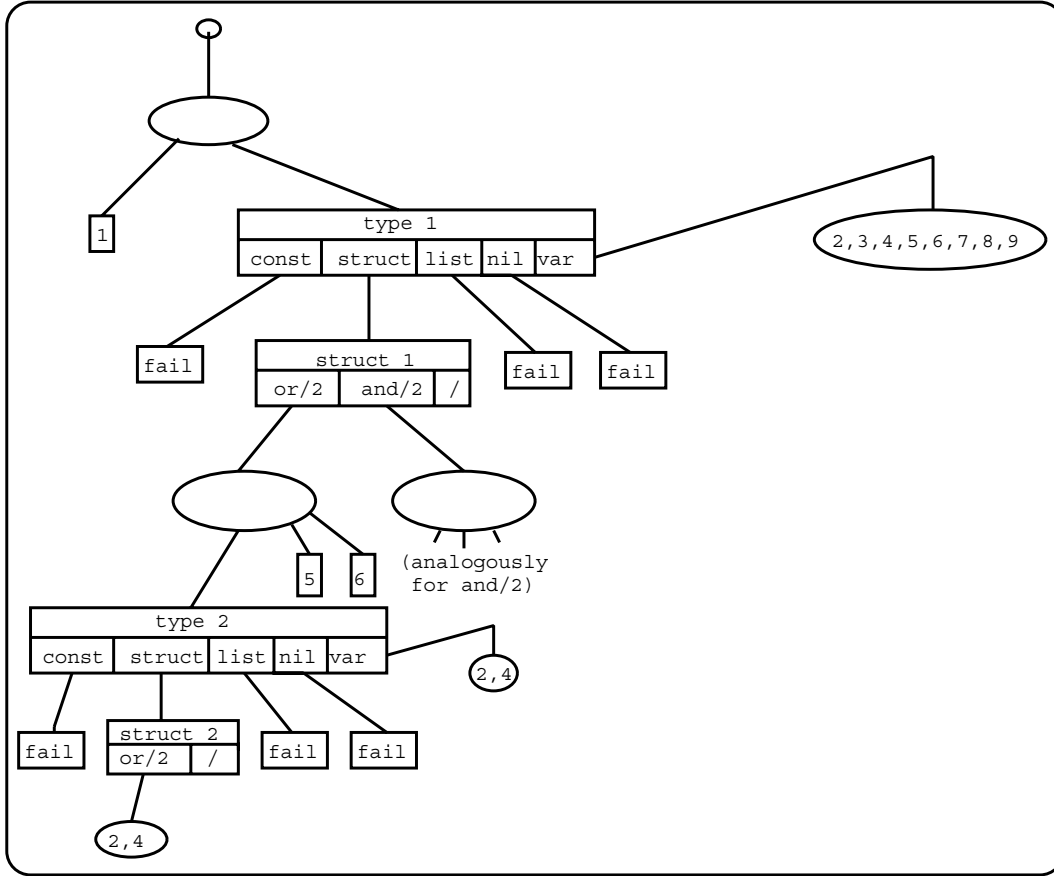 1
type 1
const struct list nil var
2,3,4,5,6,7,8,9
fail
struct 1
or/2 and/2 /
fail
fail
5
6
(analogously
for and/2)
type 2
const struct list nil var
2,4
fail
struct 2
or/2 /
fail
fail
2,4